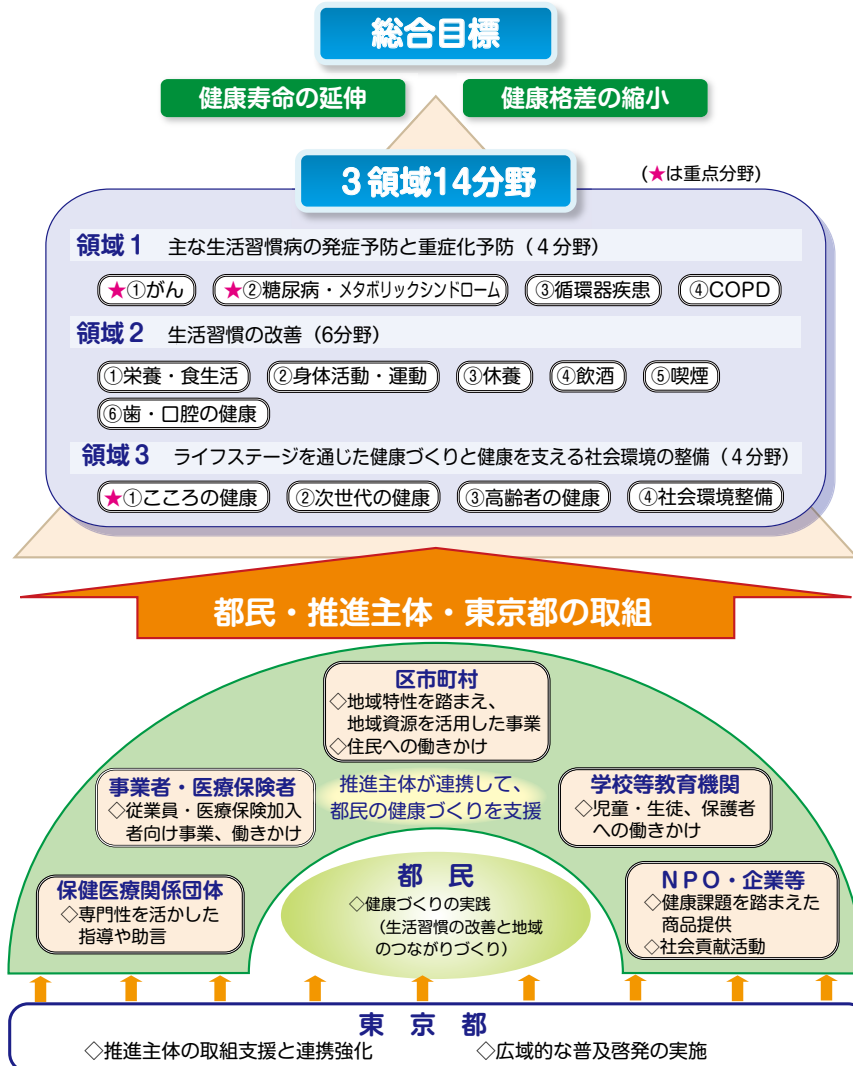 総合目標
健康寿命の延伸
健康格差の縮小
3領域14分野
(★は重点分野)
領域1 主な生活習慣病の発症予防と重症化予防(4分野)
★①がん
★②糖尿病・メタボリックシンドローム
③循環器疾患
④COPD
領域2 生活習慣の改善(6分野)
①栄養・食生活
②身体活動・運動
③休養
④飲酒
⑤喫煙
⑥歯・口腔の健康
領域3 ライフステージを通じた健康づくりと健康を支える社会環境の整備(4分野)
★①こころの健康
②次世代の健康
③高齢者の健康
④社会環境整備
都民・推進主体・東京都の取組
区市町村
◇地域特性を踏まえ、
地域資源を活用した事業
◇住民への働きかけ
事業者・医療保険者
◇従業員・医療保険加入
者向け事業、働きかけ
推進主体が連携して、
都民の健康づくりを支援
学校等教育機関
◇児童・生徒、保護者
への働きかけ
保健医療関係団体
◇専門性を活かした
指導や助言
都 民
◇健康づくりの実践
(生活習慣の改善と地域
のつながりづくり)
NPO・企業等
◇健康課題を踏まえた
商品提供
◇社会貢献活動
東 京 都
◇推進主体の取組支援と連携強化
◇広域的な普及啓発の実施